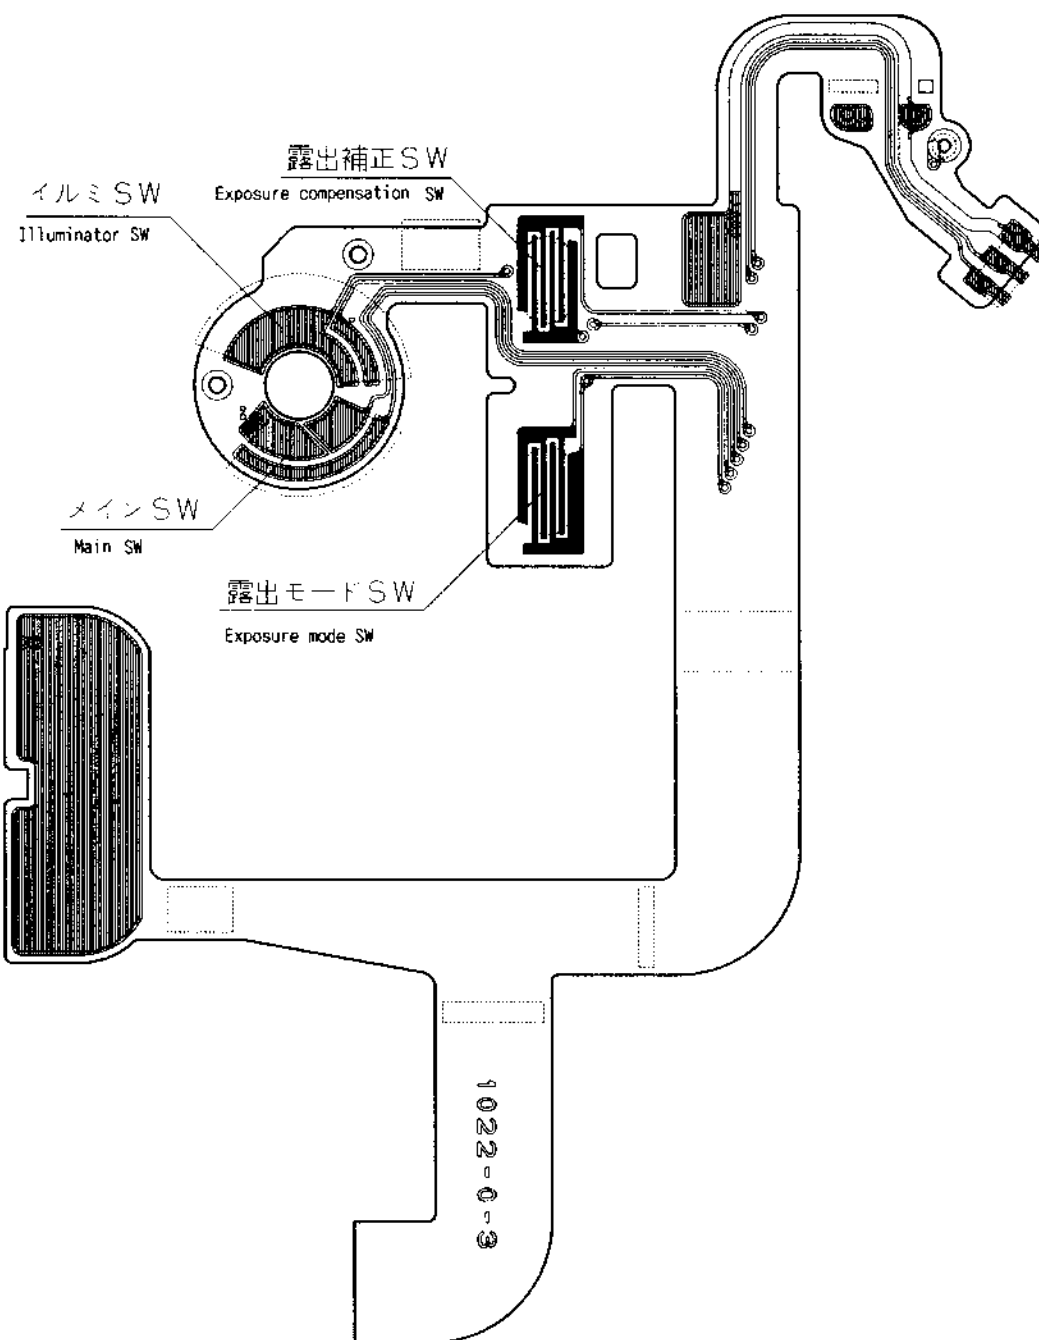 露出補正SW
Exposure compensation SW
イルミSW
Illuminator SW
メインSW
Main SW
露出モードSW
Exposure mode SW
1022-0-3